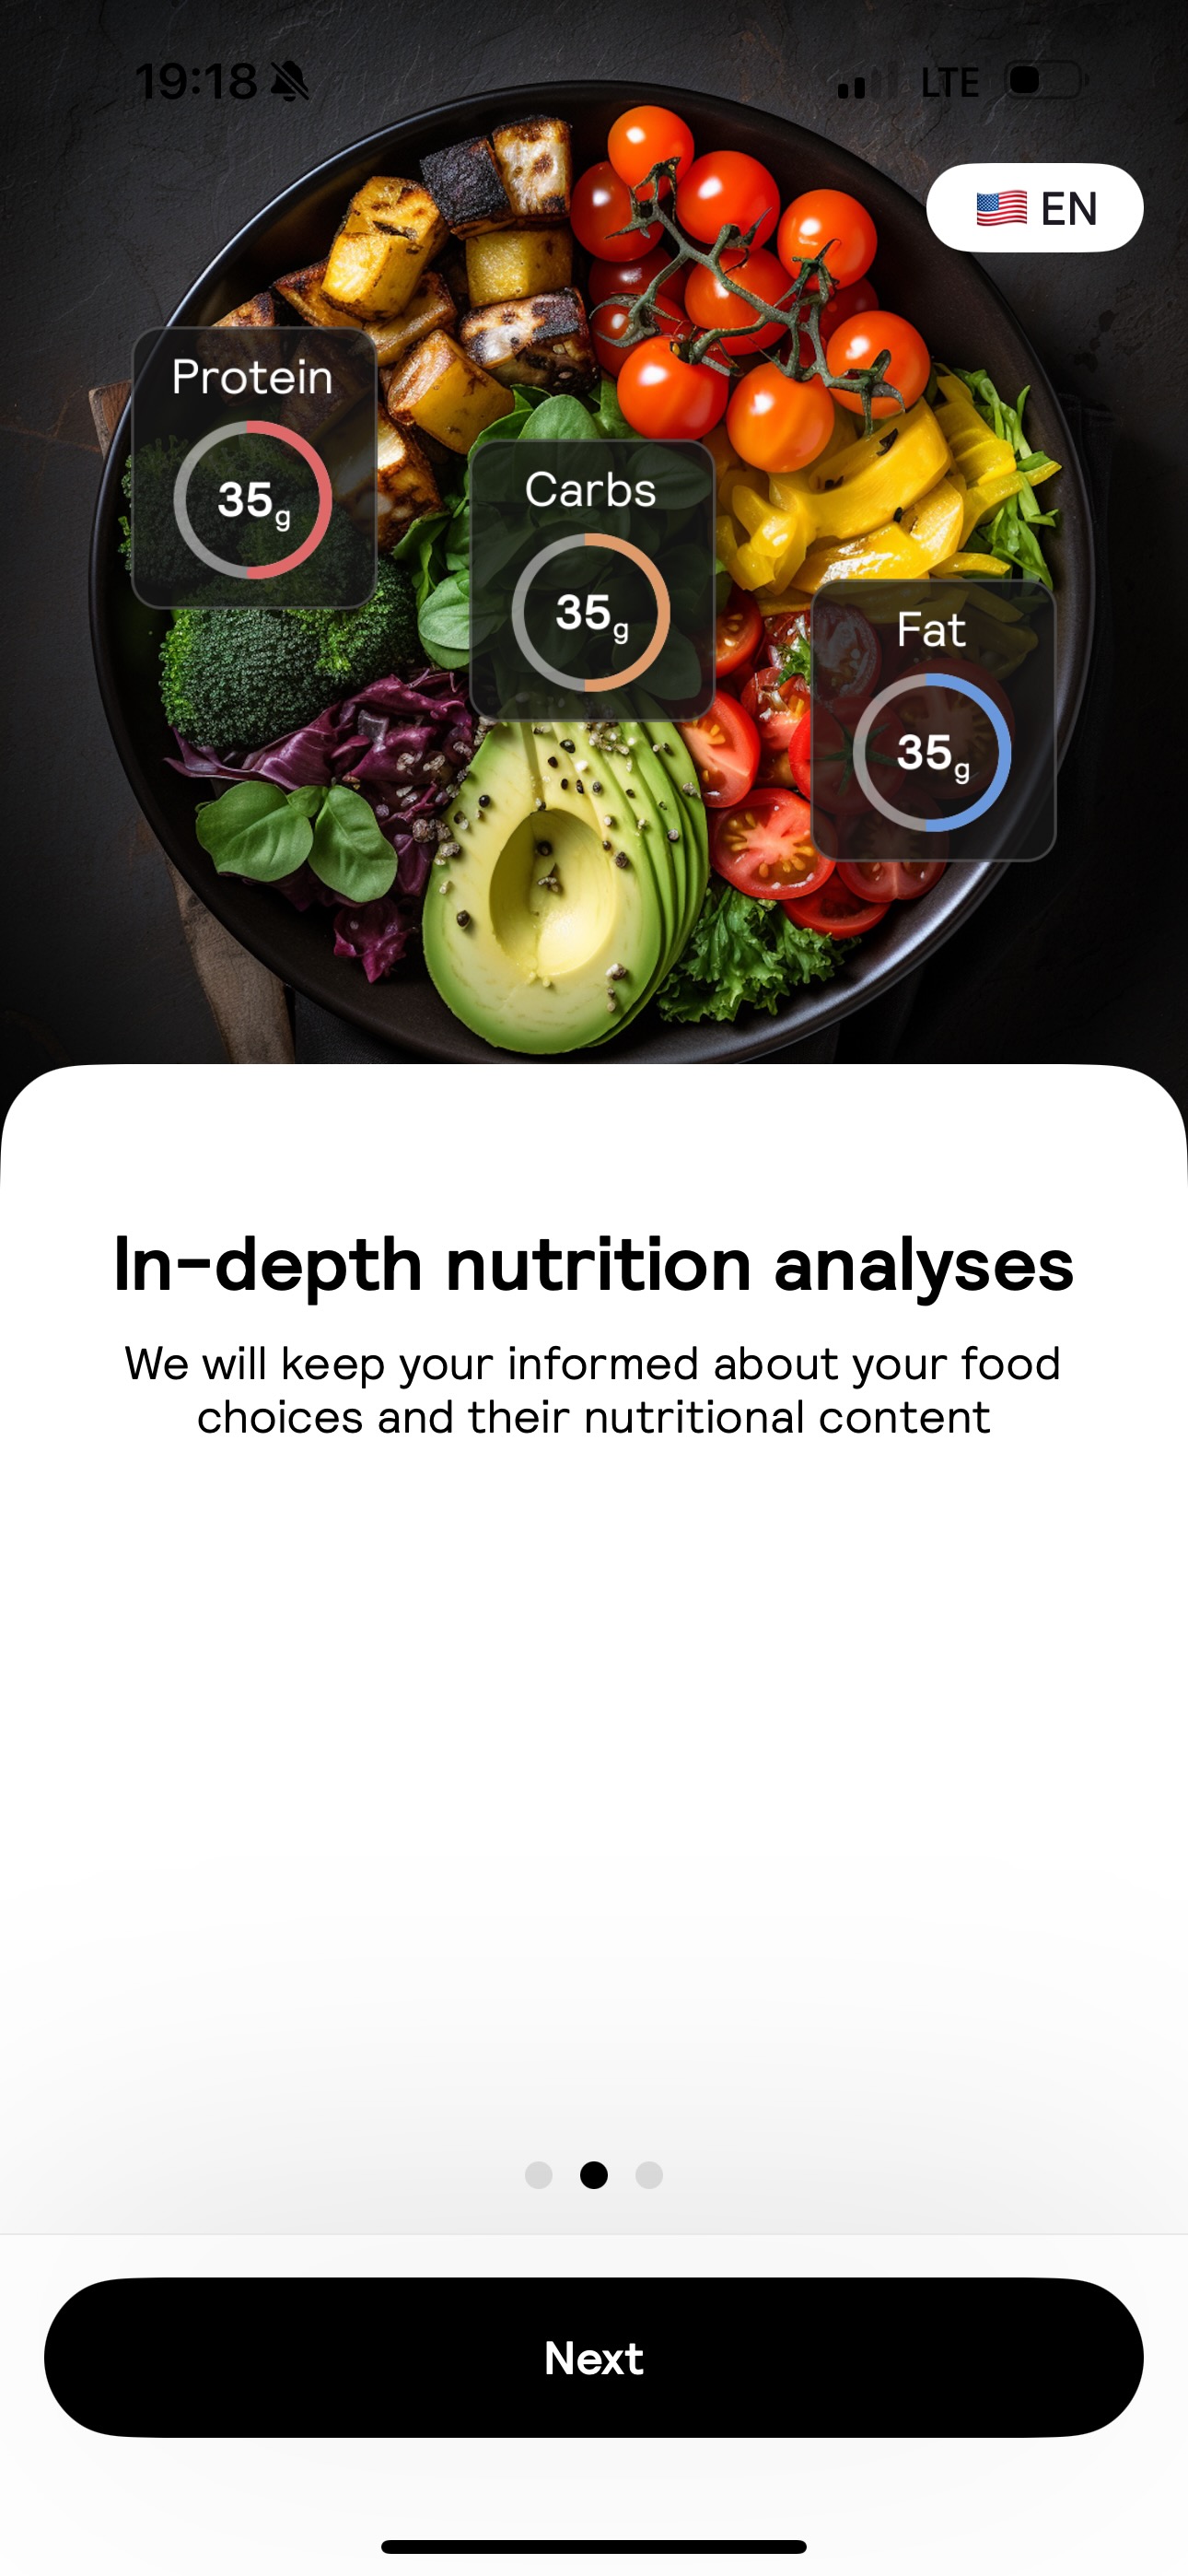 19:18
LTE
🇺🇸 EN
Protein
35g
Carbs
35g
Fat
35g
In-depth nutrition analyses
We will keep your informed about your food
choices and their nutritional content
Next